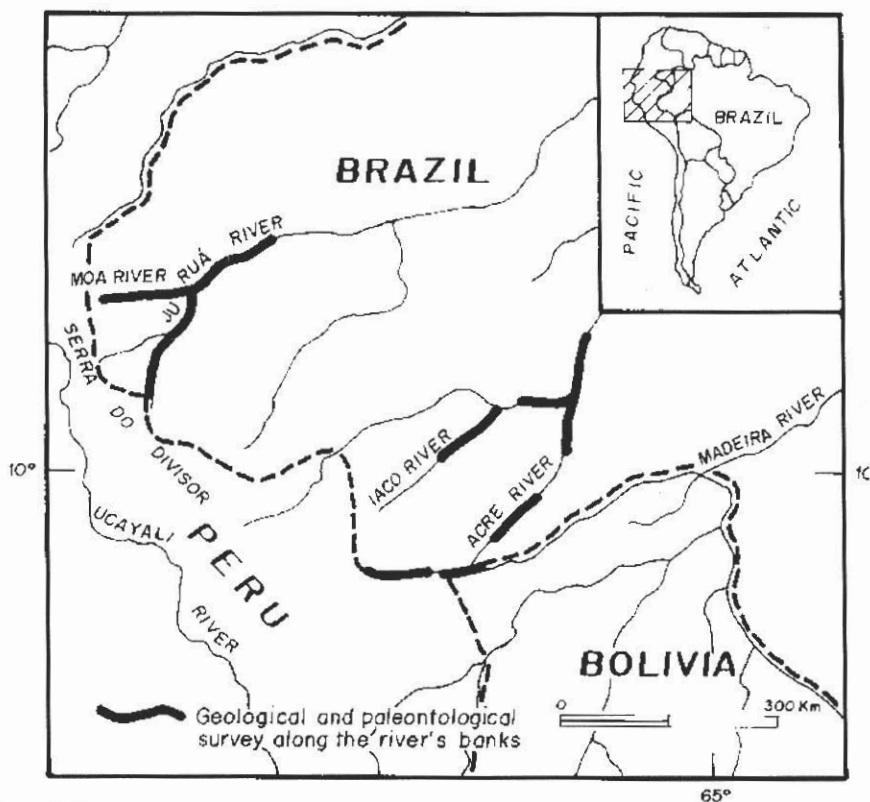 BRAZIL
MOA RIVER
JURUÁ RIVER
SERRA DO DIVISOR
BRAZIL
PACIFIC
ATLANTIC
10°
10
IACO RIVER
ACRE RIVER
MADEIRA RIVER
UCAYALI RIVER
PERU
BOLIVIA
0 300 Km
Geological and paleontological
survey along the river's banks
65°